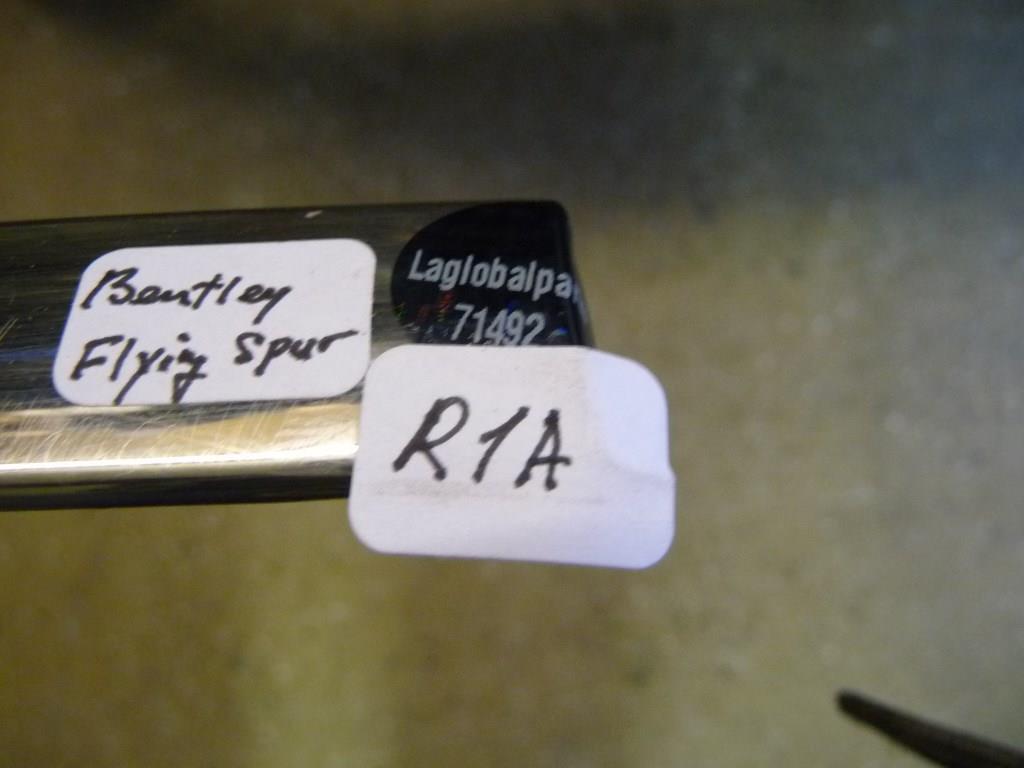 Bentley
Flying Spur
Laglobalpa
71492
R1A